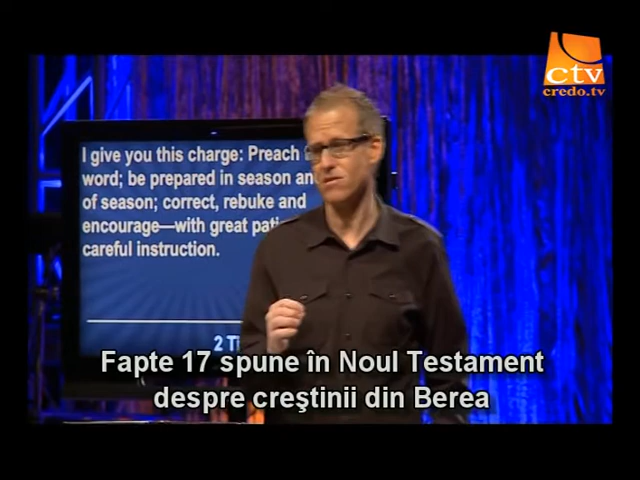 ctv
credo.tv
I give you this charge: Preach
word; be prepared in season
of season; correct, rebuke and
encourage—with great
careful instruction.
2
Fapte 17 spune în Noul Testament
despre creştinii din Berea